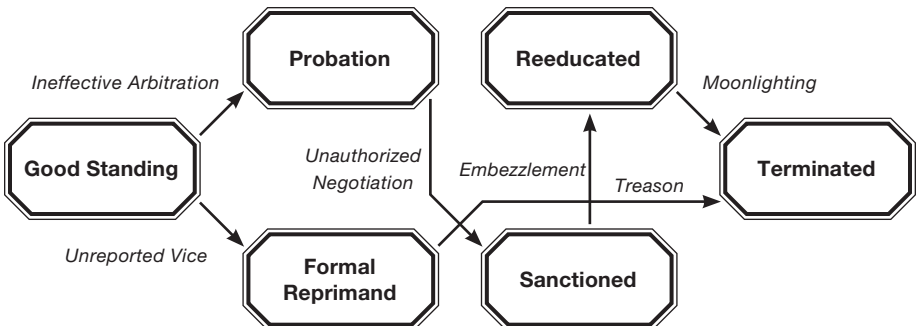 Probation
Reeducated
Ineffective Arbitration
Moonlighting
Good Standing
Unauthorized
Negotiation
Embezzlement
Treason
Terminated
Unreported Vice
Formal
Reprimand
Sanctioned